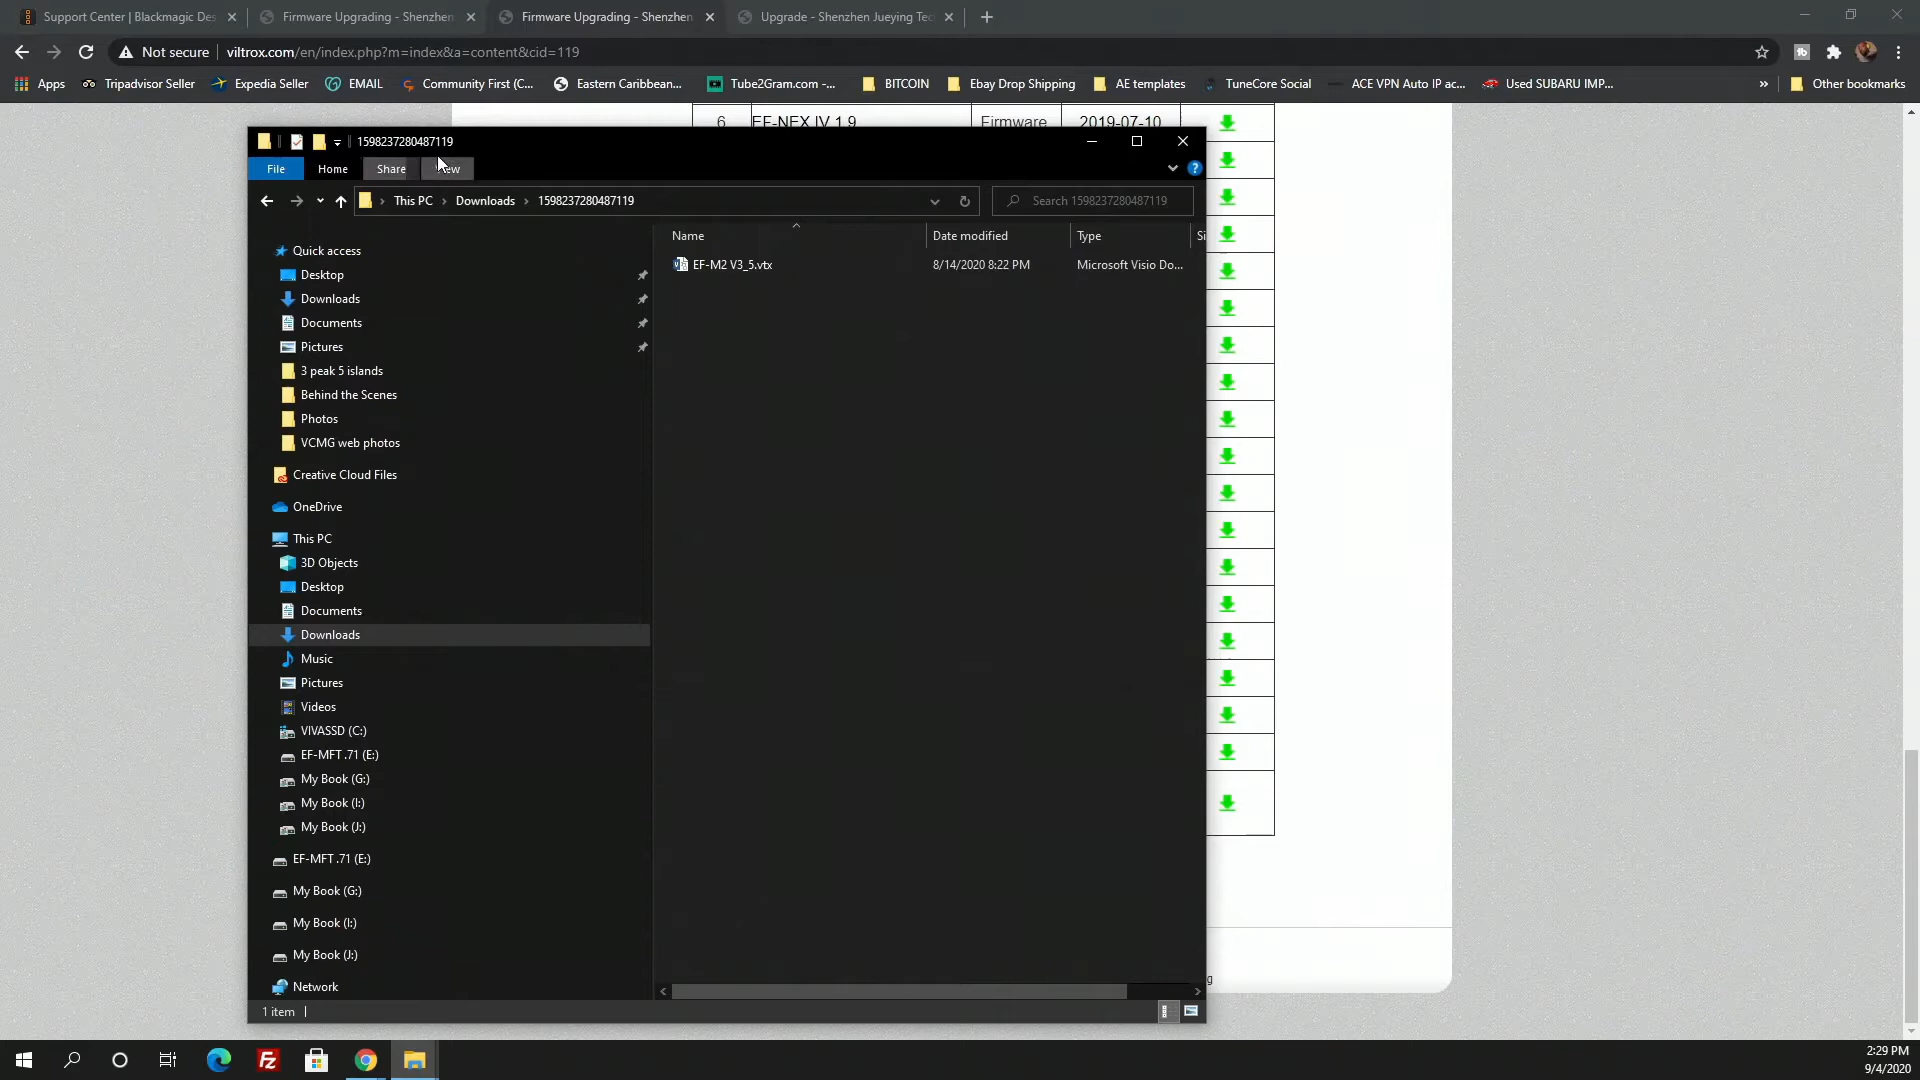 Support Center | Blackmagic Des
Firmware Upgrading - Shenzhen
Firmware Upgrading - Shenzhen
Upgrade - Shenzhen Jueying Tec
Not secure
viltrox.com/en/index.php?m=index&a=content&cid=119
Apps
Tripadvisor Seller
Expedia Seller
EMAIL
Community First (C...
Eastern Caribbean...
Tube2Gram.com -...
BITCOIN
Ebay Drop Shipping
AE templates
TuneCore Social
ACE VPN Auto IP ac...
Used SUBARU IMP...
»
Other bookmarks
6 EF-NEX IV 1.9 Firmware 2019-07-10
1598237280487119
File
Home
Share
This PC
Downloads
1598237280487119
Search 1598237280487119
Name
Date modified
Type
Si
EF-M2 V3_5.vtx
8/14/2020 8:22 PM
Microsoft Visio Do...
Quick access
Desktop
Downloads
Documents
Pictures
3 peak 5 islands
Behind the Scenes
Photos
VCMG web photos
Creative Cloud Files
OneDrive
This PC
3D Objects
Desktop
Documents
Downloads
Music
Pictures
Videos
VIVASSD (C:)
EF-MFT .71 (E:)
My Book (G:)
My Book (I:)
My Book (J:)
EF-MFT .71 (E:)
My Book (G:)
My Book (I:)
My Book (J:)
Network
1 item
g
2:29 PM
9/4/2020